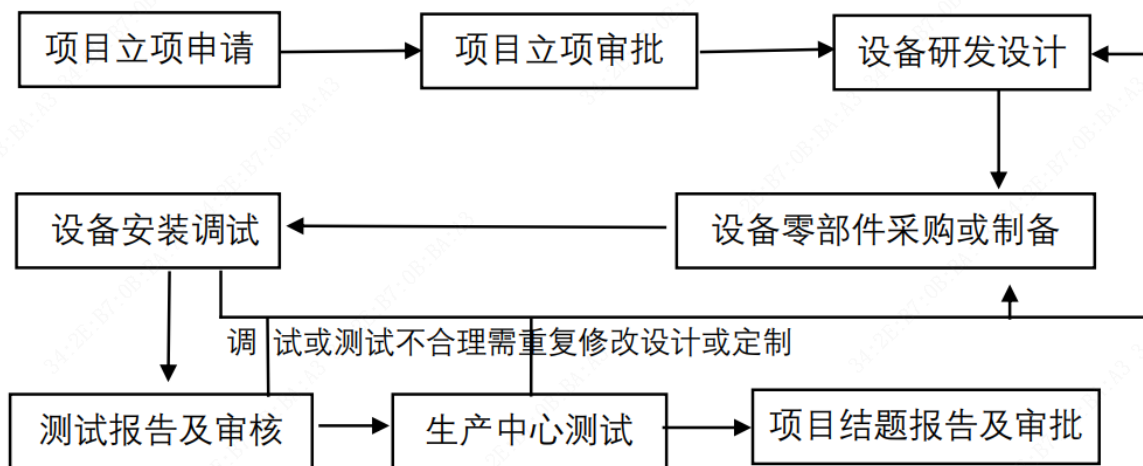 项目立项申请
项目立项审批
设备研发设计
设备安装调试
设备零部件采购或制备
调 试或测试不合理需重复修改设计或定制
测试报告及审核
生产中心测试
项目结题报告及审批